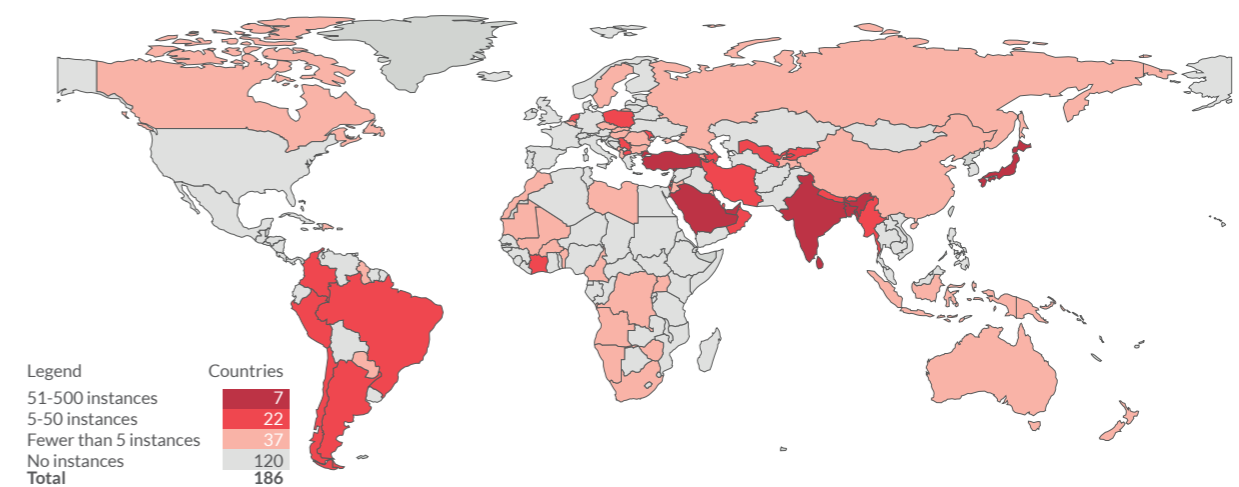 Legend Countries
51-500 instances 7
5-50 instances 22
Fewer than 5 instances 37
No instances 120
Total 186